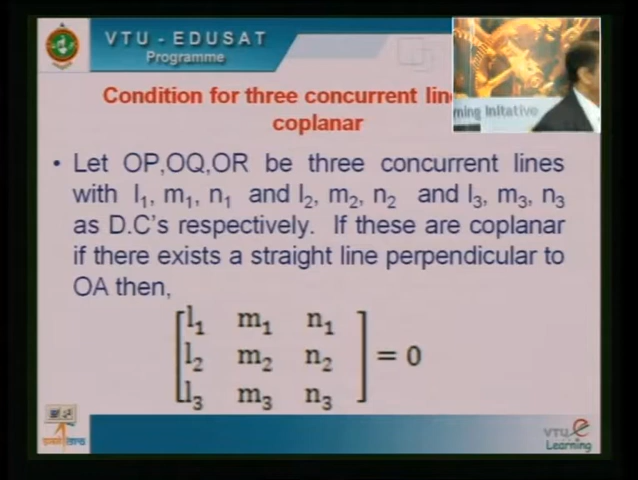 VTU - EDUSAT
Programme
ning Initative
Condition for three concurrent
coplanar
• Let OP,OQ,OR be three concurrent lines
with l₁, m₁, n₁ and l₂, m₂, n₂ and l₃, m₃, n₃
as D.C's respectively. If these are coplanar
if there exists a straight line perpendicular to
OA then,
[l₁ m₁ n₁
l₂ m₂ n₂ = 0
l₃ m₃ n₃]
VTU e
Learning